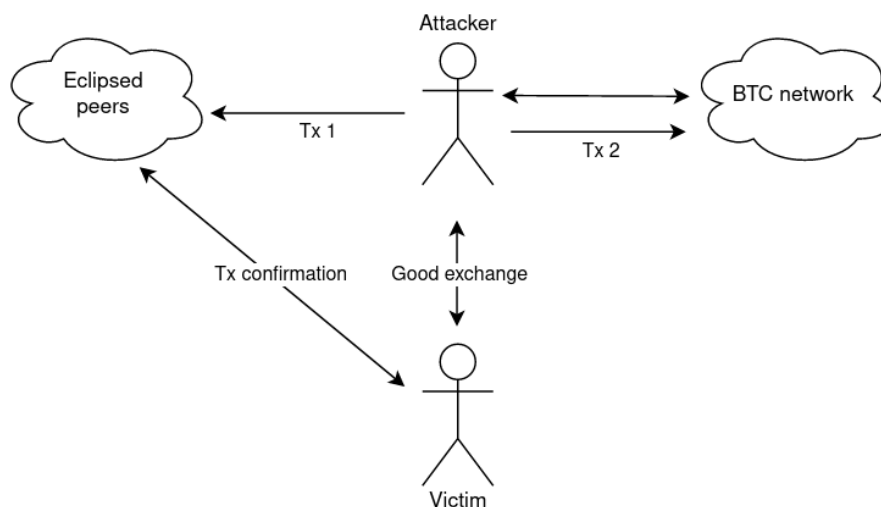 Attacker
Eclipsed
peers
BTC network
Tx 1
Tx 2
Tx confirmation
Good exchange
Victim